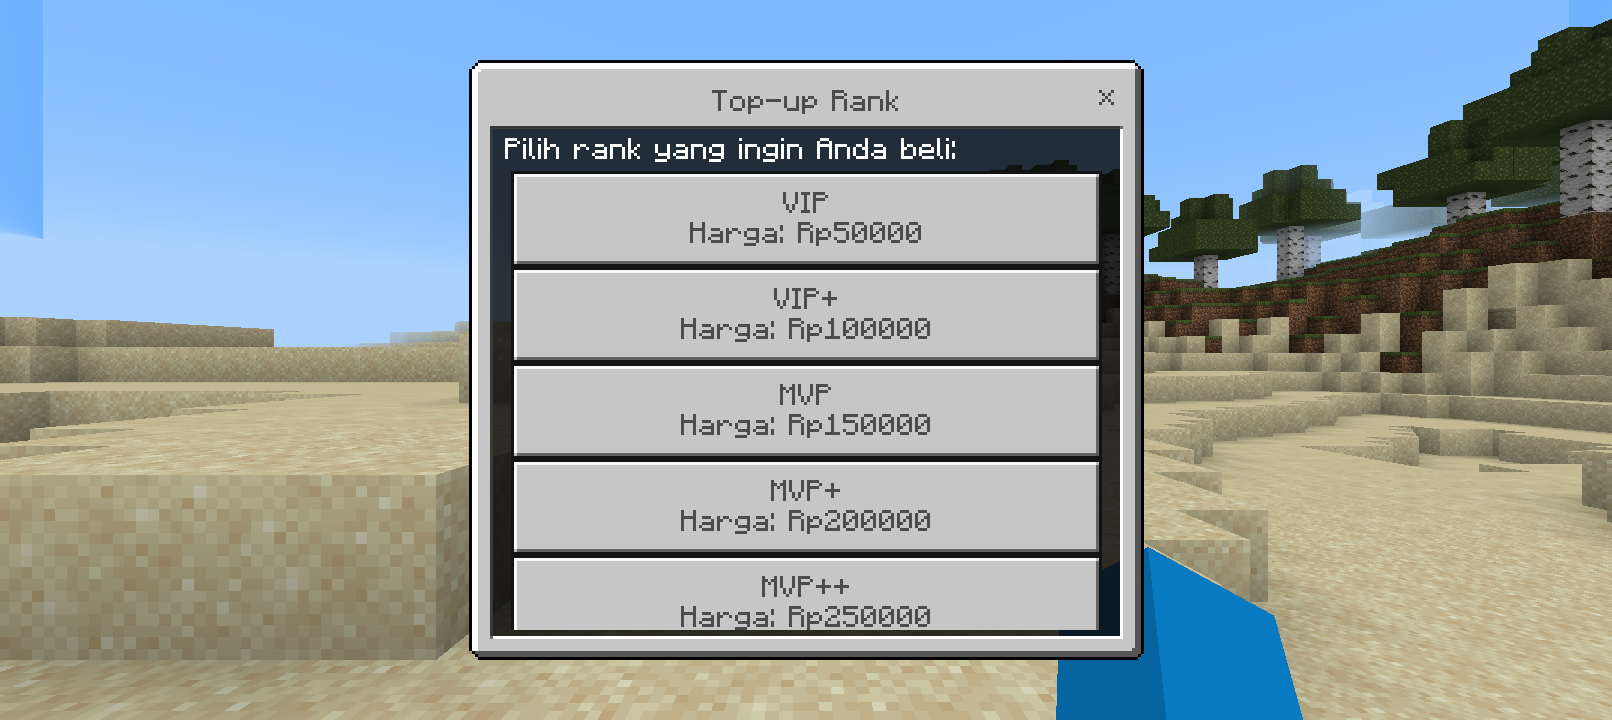 Top-up Rank
Pilih rank yang ingin Anda beli:
VIP
Harga: Rp50000
VIP+
Harga: Rp100000
MVP
Harga: Rp150000
MVP+
Harga: Rp200000
MVP++
Harga: Rp250000